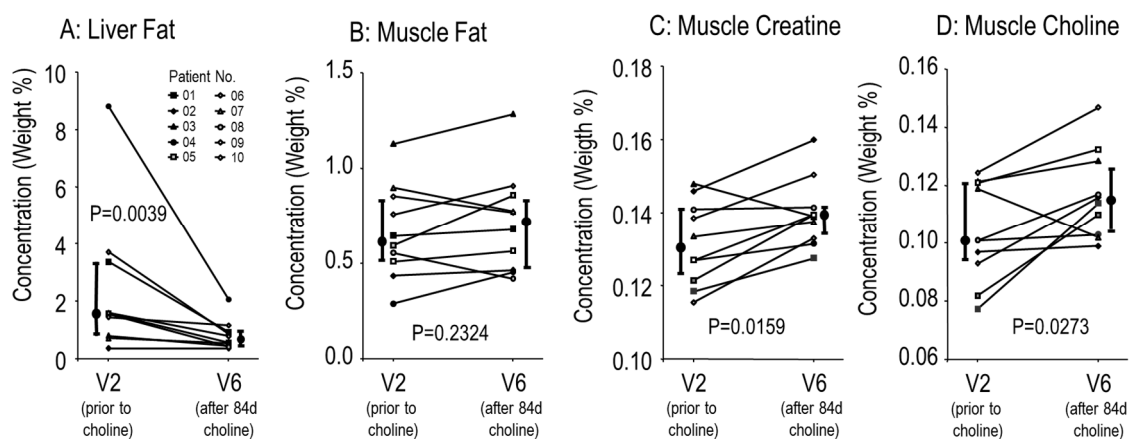 A: Liver Fat
Concentration (Weight %)
10
8
6
4
2
0
Patient No.
01 06
02 07
03 08
04 09
05 10
P=0.0039
V2 V6
(prior to (after 84d
choline) choline)
B: Muscle Fat
Concentration (Weight %)
1.5
1.0
0.5
0.0
P=0.2324
V2 V6
(prior to (after 84d
choline) choline)
C: Muscle Creatine
Concentration (Weigth %)
0.18
0.16
0.14
0.12
0.10
P=0.0159
V2 V6
(prior to (after 84d
choline) choline)
D: Muscle Choline
Concentration (Weight %)
0.16
0.14
0.12
0.10
0.08
0.06
P=0.0273
V2 V6
(prior to (after 84d
choline) choline)